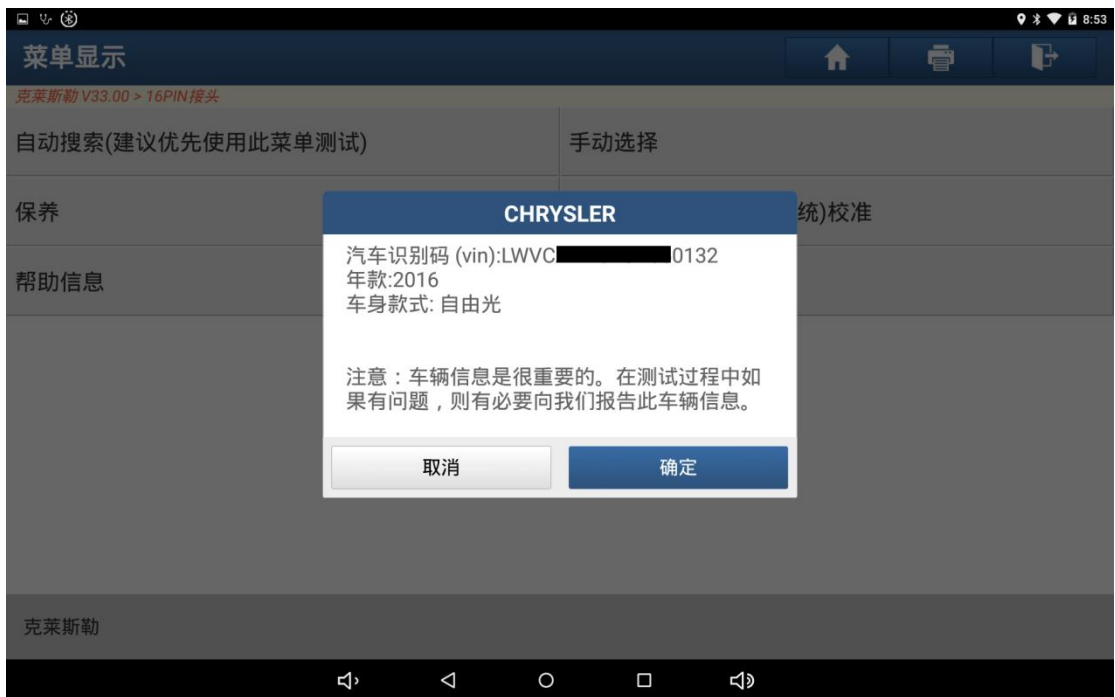 8:53
菜单显示
克莱斯勒 V33.00 > 16PIN接头
自动搜索(建议优先使用此菜单测试)
手动选择
保养
统)校准
帮助信息
CHRYSLER
汽车识别码 (vin):LWVC 0132
年款:2016
车身款式: 自由光
注意：车辆信息是很重要的。在测试过程中如
果有问题，则有必要向我们报告此车辆信息。
取消
确定
克莱斯勒